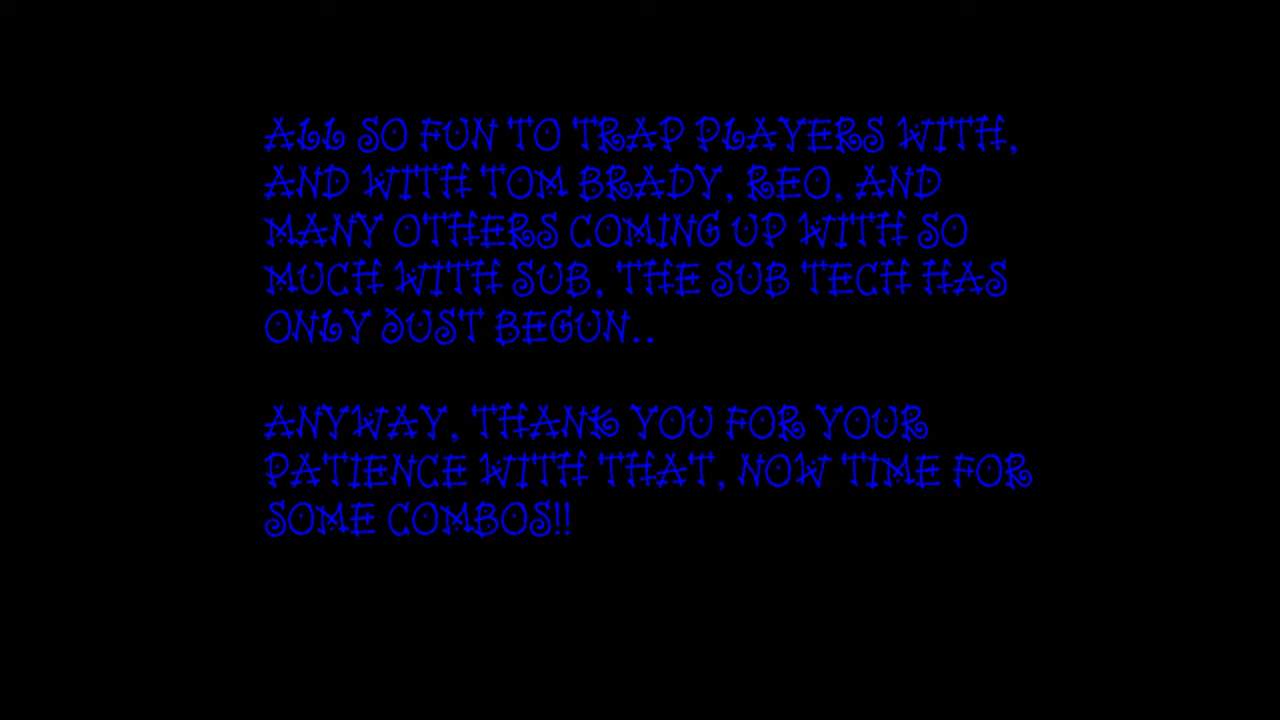 ALL SO FUN TO TRAP PLAYERS WITH,
AND WITH TOM BRADY, REO, AND
MANY OTHERS COMING UP WITH SO
MUCH WITH SUB, THE SUB TECH HAS
ONLY JUST BEGUN..
ANYWAY, THANK YOU FOR YOUR
PATIENCE WITH THAT, NOW TIME FOR
SOME COMBOS!!